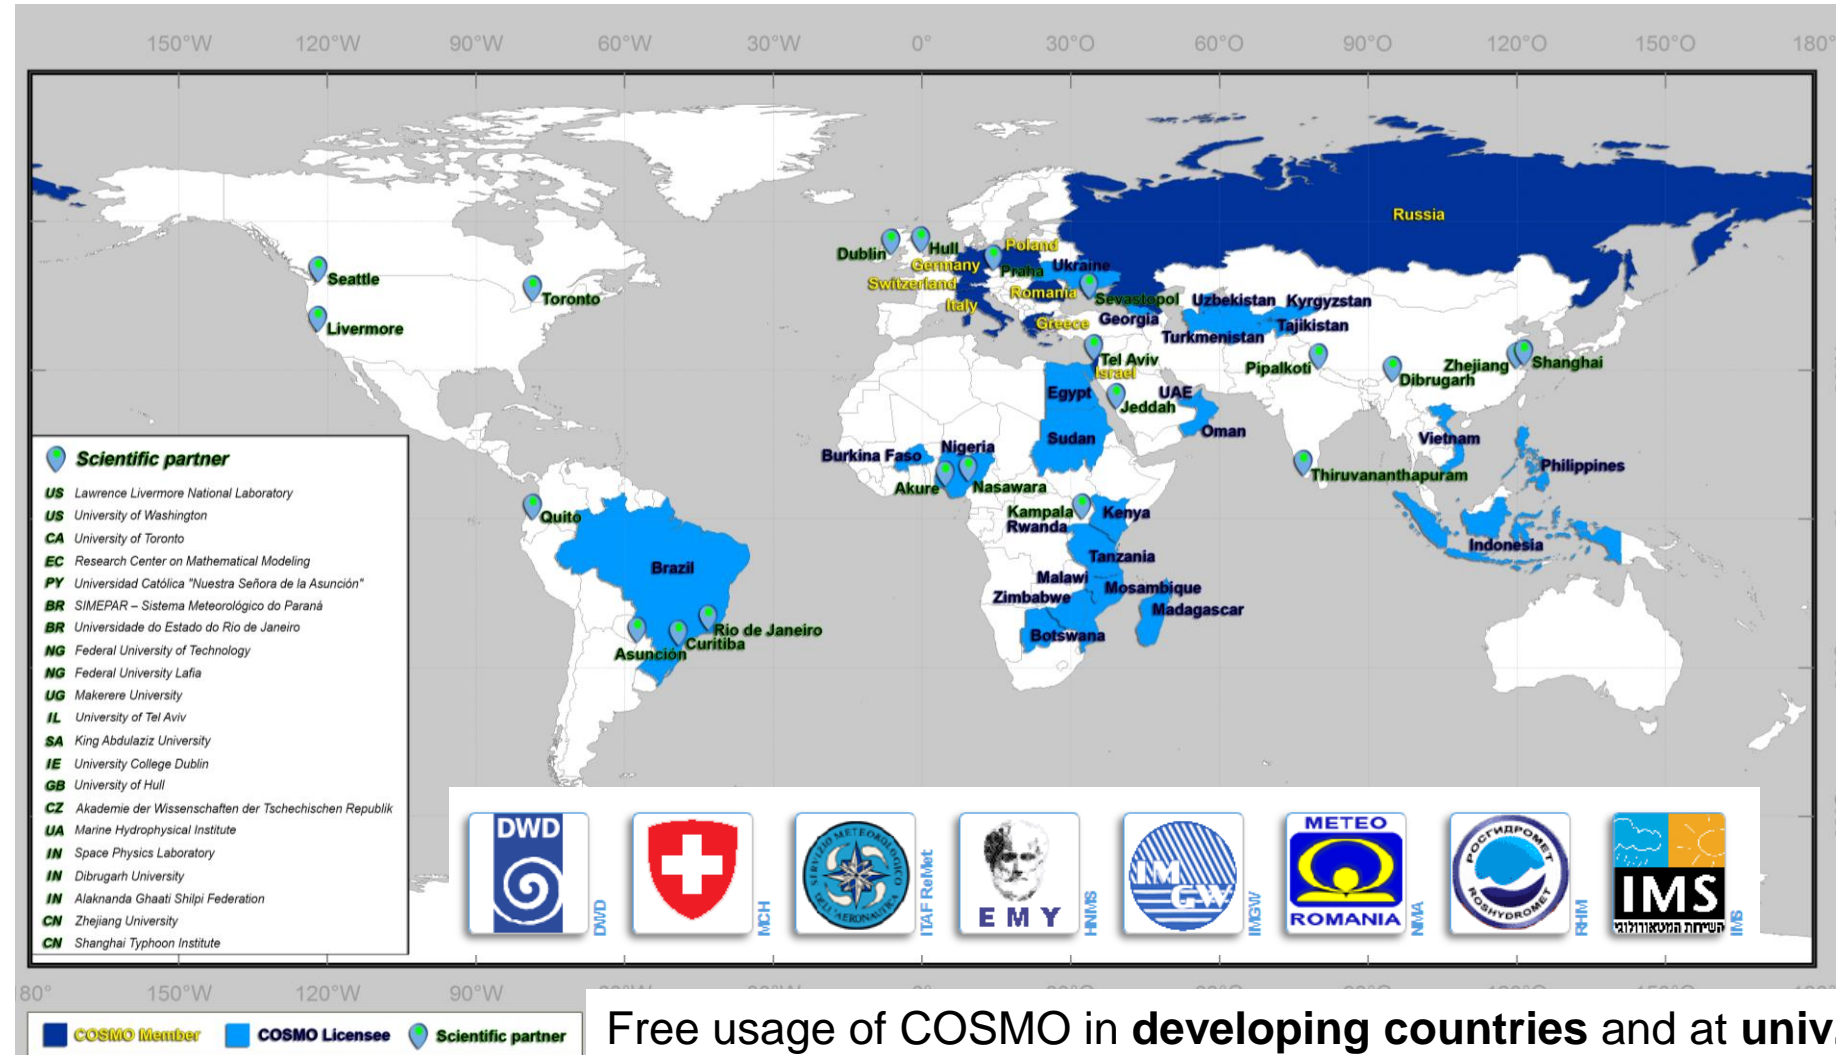 150°W 120°W 90°W 60°W 30°W 0° 30°O 60°O 90°O 120°O 150°O 180°
Russia
Dublin
Hull
Poland
Germany
Praha
Ukraine
Switzerland
Romania
Sevastopol
Uzbekistan
Kyrgyzstan
Italy
Greece
Georgia
Tajikistan
Turkmenistan
Seattle
Toronto
Livermore
Tel Aviv
Israel
Pipalkoti
Dibrugarh
Zhejiang
Shanghai
Egypt
Jeddah
UAE
Oman
Sudan
Vietnam
Burkina Faso
Nigeria
Philippines
Akure
Nasawara
Thiruvananthapuram
Quito
Kampala
Kenya
Rwanda
Indonesia
Tanzania
Brazil
Malawi
Mosambique
Zimbabwe
Madagascar
Botswana
Rio de Janeiro
Curitiba
Asunción
Scientific partner
US Lawrence Livermore National Laboratory
US University of Washington
CA University of Toronto
EC Research Center on Mathematical Modeling
PY Universidad Católica "Nuestra Señora de la Asunción"
BR SIMEPAR – Sistema Meteorológico do Paraná
BR Universidade do Estado do Rio de Janeiro
NG Federal University of Technology
NG Federal University Lafia
UG Makerere University
IL University of Tel Aviv
SA King Abdulaziz University
IE University College Dublin
GB University of Hull
CZ Akademie der Wissenschaften der Tschechischen Republik
UA Marine Hydrophysical Institute
IN Space Physics Laboratory
IN Dibrugarh University
IN Alaknanda Ghaati Shilpi Federation
CN Zhejiang University
CN Shanghai Typhoon Institute
DWD
DWD
MCH
SERVIZIO METEOROLOGICO DELL'AERONAUTICA
ITAF ReMet
EMY
HNMS
IM GW
IMGW
METEO
ROMANIA
NMA
РОСГИДРОМЕТ
ROSHYDROMET
RHM
IMS
IMS
80° 150°W 120°W 90°W
COSMO Member COSMO Licensee Scientific partner
Free usage of COSMO in developing countries and at univ.